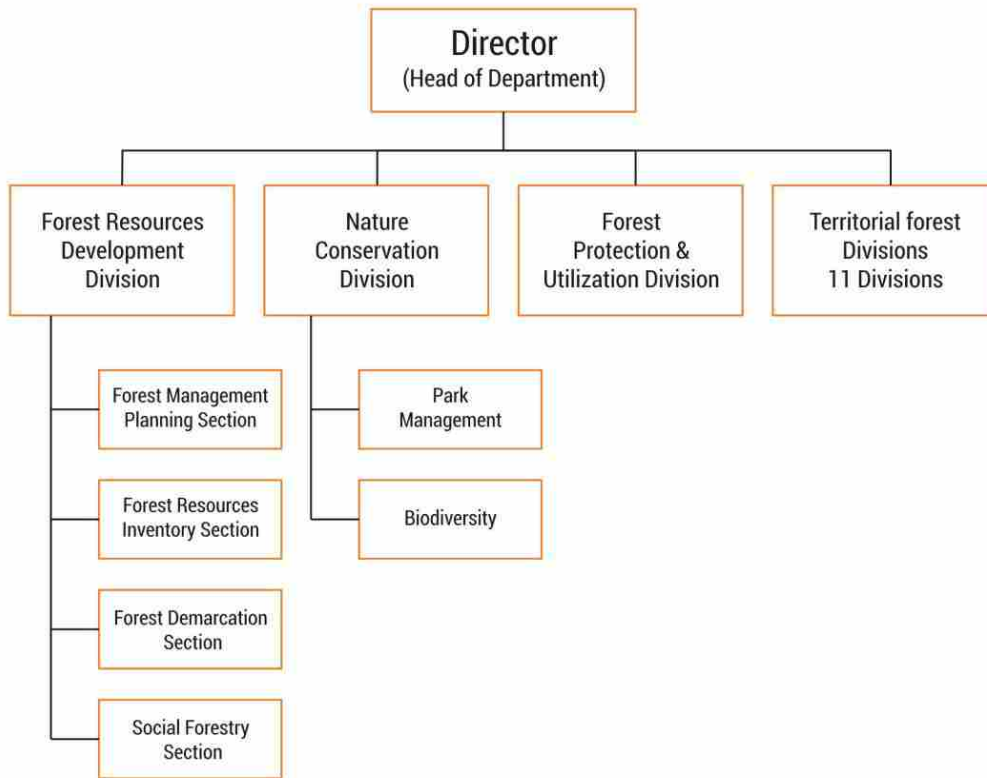 Director
(Head of Department)
Forest Resources
Development
Division
Nature
Conservation
Division
Forest
Protection &
Utilization Division
Territorial forest
Divisions
11 Divisions
Forest Management
Planning Section
Forest Resources
Inventory Section
Forest Demarcation
Section
Social Forestry
Section
Park
Management
Biodiversity